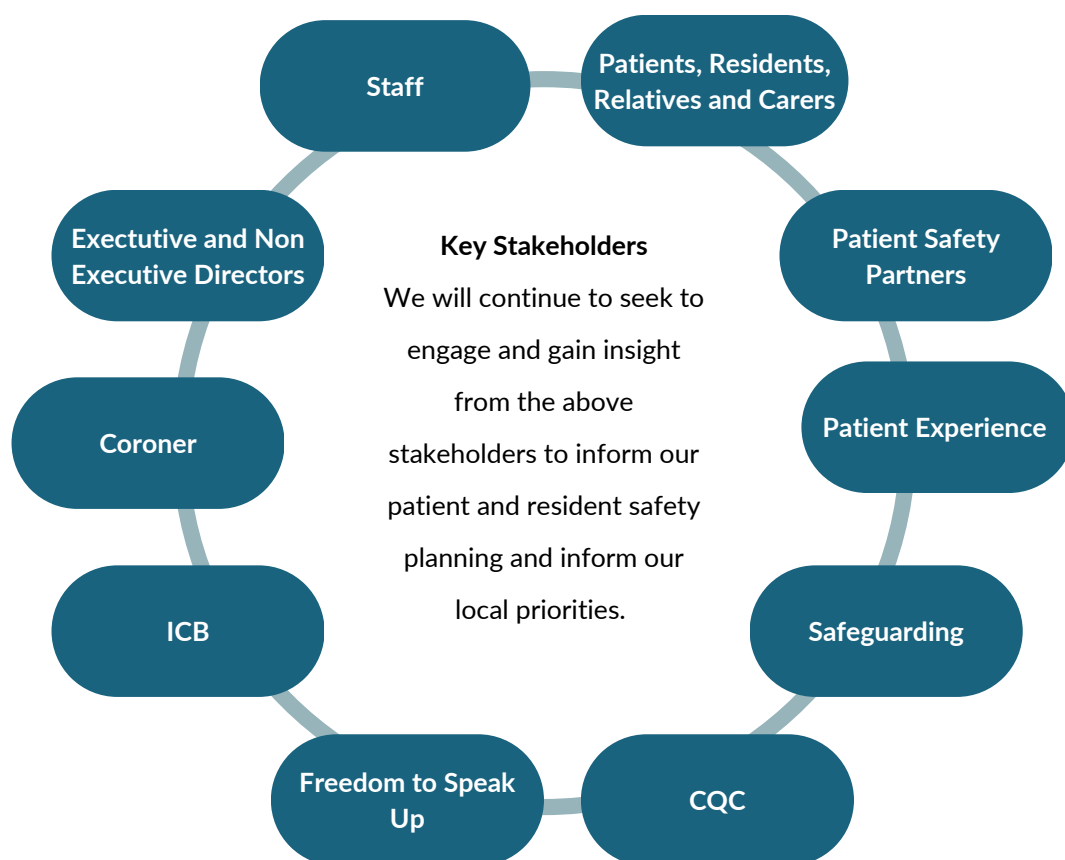 Staff
Patients, Residents,
Relatives and Carers
Exectutive and Non
Executive Directors
Key Stakeholders
We will continue to seek to
engage and gain insight
from the above
stakeholders to inform our
patient and resident safety
planning and inform our
local priorities.
Patient Safety
Partners
Coroner
Patient Experience
ICB
Safeguarding
Freedom to Speak
Up
CQC